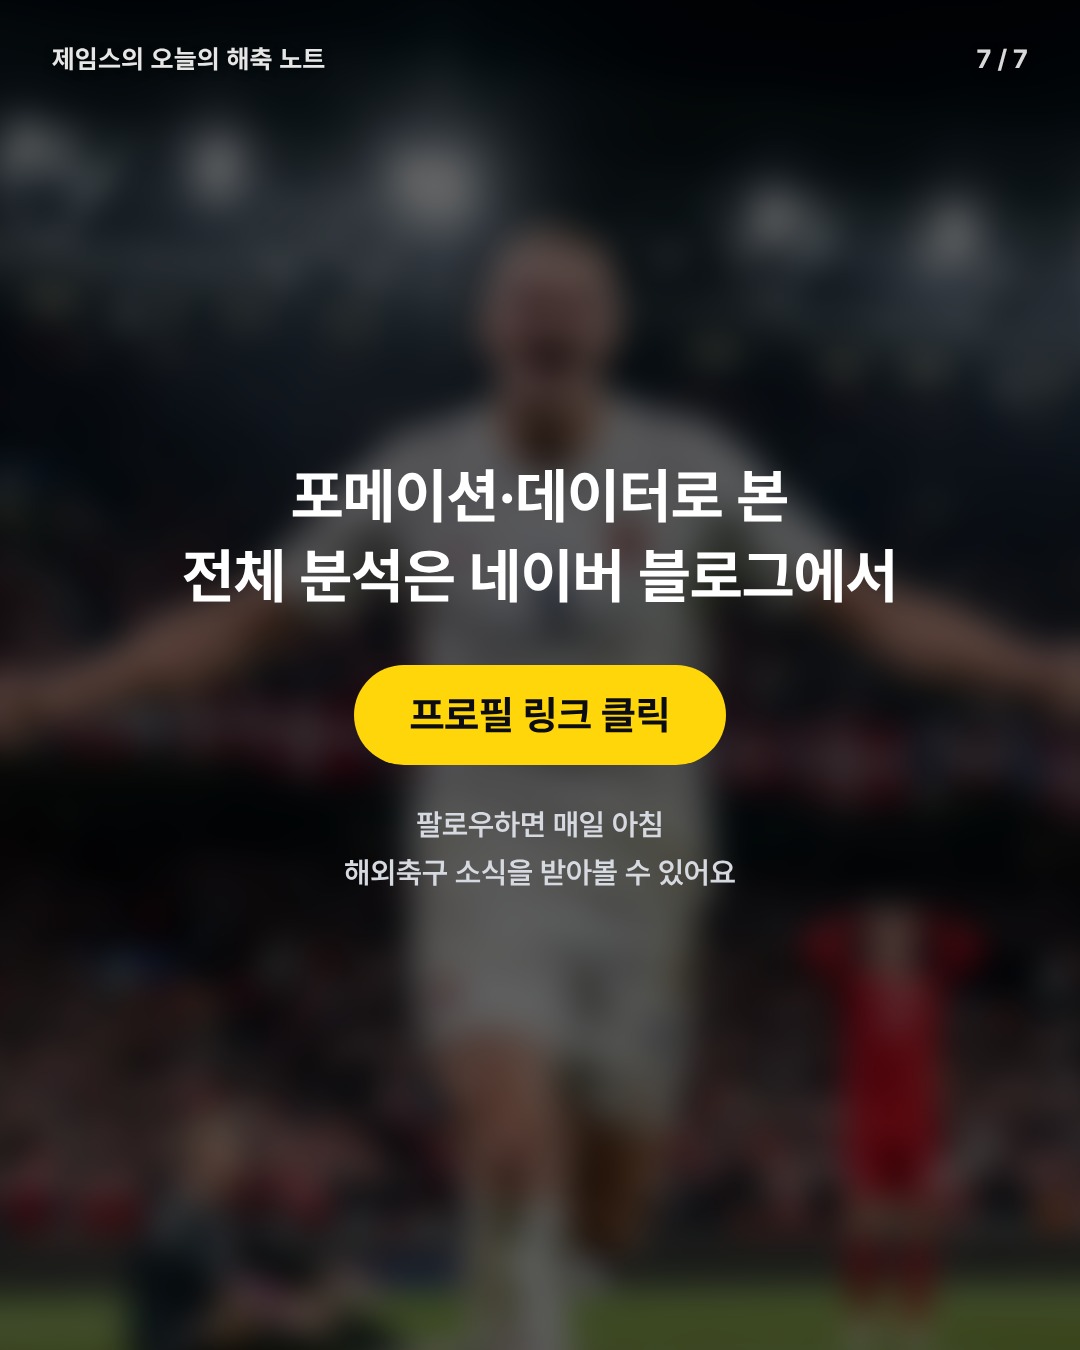 제임스의 오늘의 해축 노트
7 / 7
포메이션·데이터로 본
전체 분석은 네이버 블로그에서
프로필 링크 클릭
팔로우하면 매일 아침
해외축구 소식을 받아볼 수 있어요